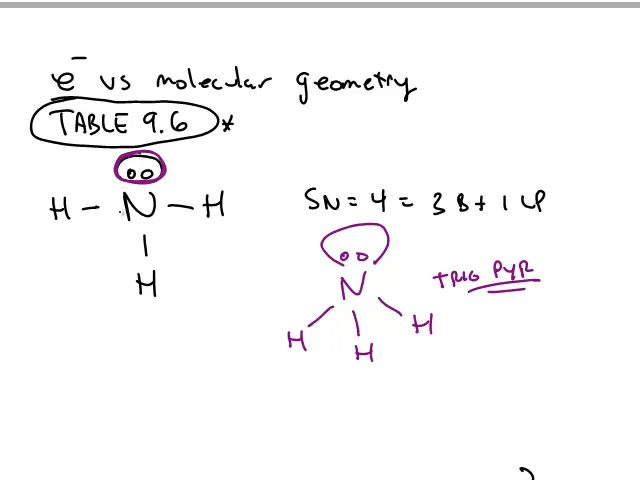 e⁻ vs molecular geometry
TABLE 9.6 *
H - N - H
H
SN = 4 = 3 B + 1 LP
N
TRIG PYR
H H H